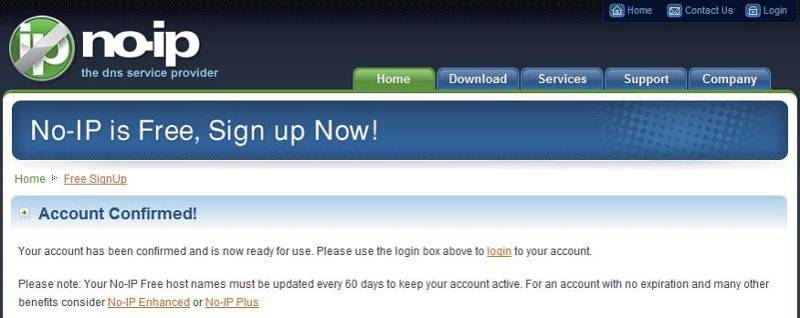 Home Contact Us Login
ip no-ip
the dns service provider
Home Download Services Support Company
No-IP is Free, Sign up Now!
Home Free SignUp
Account Confirmed!
Your account has been confirmed and is now ready for use. Please use the login box above to login to your account.
Please note: Your No-IP Free host names must be updated every 60 days to keep your account active. For an account with no expiration and many other
benefits consider No-IP Enhanced or No-IP Plus